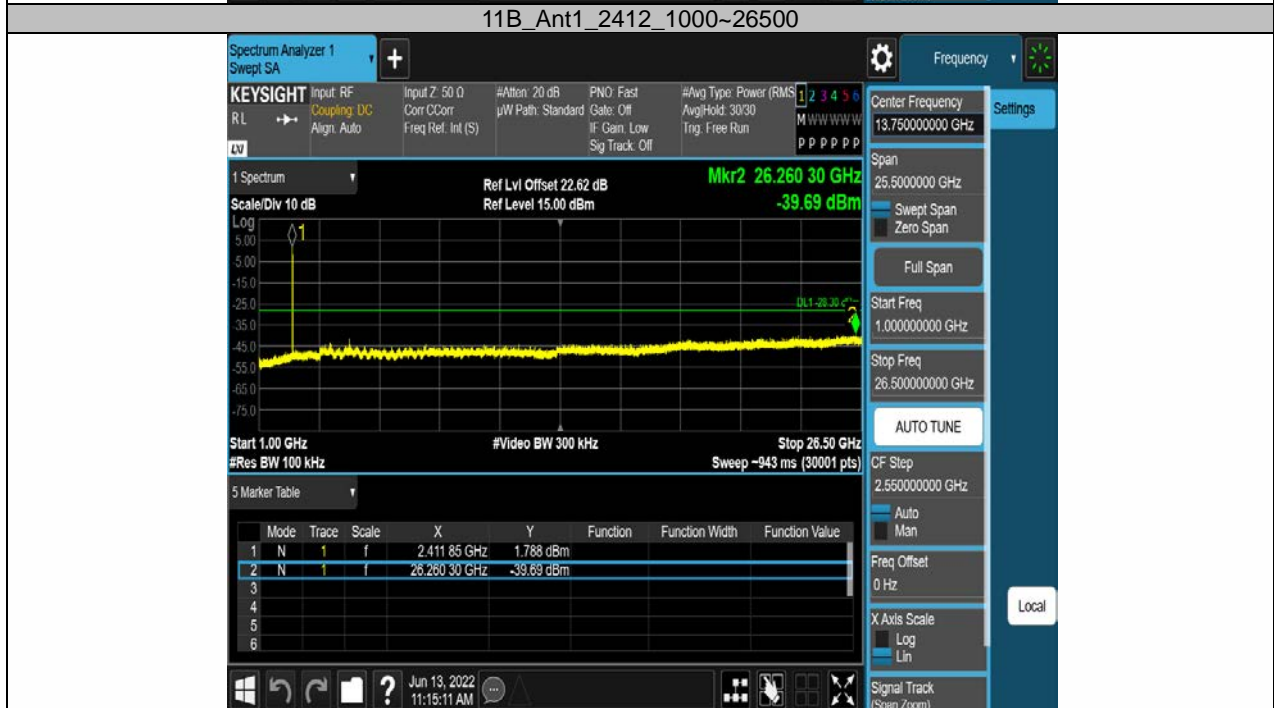 11B_Ant1_2412_1000~26500
Spectrum Analyzer 1
Swept SA
+
Frequency
KEYSIGHT
RL
Input: RF
Coupling: DC
Align: Auto
Input Z: 50 Ω
Corr CCorr
Freq Ref: Int (S)
#Atten: 20 dB
µW Path: Standard
PNO: Fast
Gate: Off
IF Gain: Low
Sig Track: Off
#Avg Type: Power (RMS
Avg|Hold: 30/30
Trig: Free Run
1 2 3 4 5 6
M W W W W W
P P P P P P
Center Frequency
13.750000000 GHz
Settings
1 Spectrum
Scale/Div 10 dB
Ref Lvl Offset 22.62 dB
Ref Level 15.00 dBm
Mkr2 26.260 30 GHz
-39.69 dBm
Span
25.5000000 GHz
Swept Span
Zero Span
Full Span
Start Freq
1.000000000 GHz
Stop Freq
26.500000000 GHz
AUTO TUNE
CF Step
2.550000000 GHz
Auto
Man
Freq Offset
0 Hz
X Axis Scale
Log
Lin
Signal Track
(Span Zoom)
Local
Log
5.00
-5.00
-15.0
-25.0
-35.0
-45.0
-55.0
-65.0
-75.0
1
DL1 -28.30
Start 1.00 GHz
#Res BW 100 kHz
#Video BW 300 kHz
Stop 26.50 GHz
Sweep ~943 ms (30001 pts)
5 Marker Table
Mode Trace Scale X Y Function Function Width Function Value
1 N 1 f 2.411 85 GHz 1.788 dBm
2 N 1 f 26.260 30 GHz -39.69 dBm
3
4
5
6
?
Jun 13, 2022
11:15:11 AM